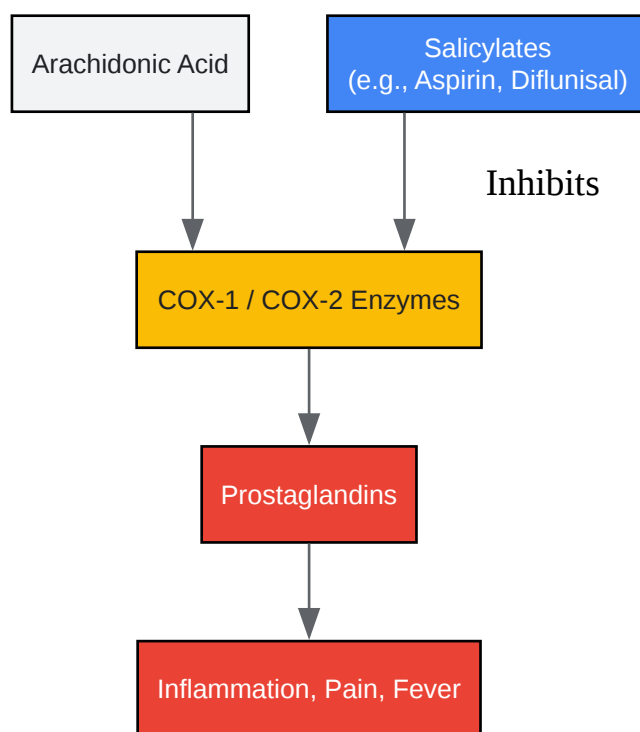 Arachidonic Acid
Salicylates
(e.g., Aspirin, Diflunisal)
Inhibits
COX-1 / COX-2 Enzymes
Prostaglandins
Inflammation, Pain, Fever